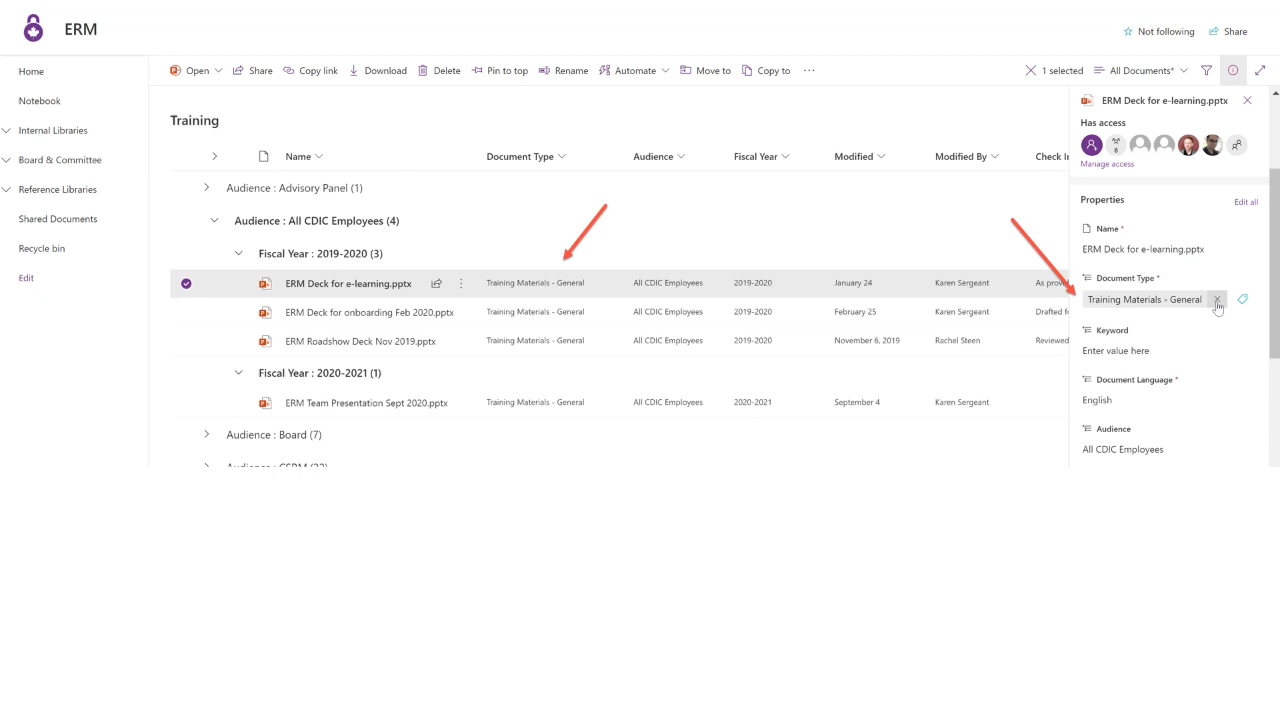 ERM
Not following
Share
Home
Notebook
Internal Libraries
Board & Committee
Reference Libraries
Shared Documents
Recycle bin
Edit
Open Share Copy link Download Delete Pin to top Rename Automate Move to Copy to ... 1 selected All Documents*
Training
Name Document Type Audience Fiscal Year Modified Modified By Check In
Audience : Advisory Panel (1)
Audience : All CDIC Employees (4)
Fiscal Year : 2019-2020 (3)
ERM Deck for e-learning.pptx Training Materials - General All CDIC Employees 2019-2020 January 24 Karen Sergeant As provi
ERM Deck for onboarding Feb 2020.pptx Training Materials - General All CDIC Employees 2019-2020 February 25 Karen Sergeant Drafted fo
ERM Roadshow Deck Nov 2019.pptx Training Materials - General All CDIC Employees 2019-2020 November 6, 2019 Rachel Steen Reviewed
Fiscal Year : 2020-2021 (1)
ERM Team Presentation Sept 2020.pptx Training Materials - General All CDIC Employees 2020-2021 September 4 Karen Sergeant
Audience : Board (7)
ERM Deck for e-learning.pptx
Has access
6
Manage access
Properties Edit all
Name *
ERM Deck for e-learning.pptx
Document Type *
Training Materials - General
Keyword
Enter value here
Document Language *
English
Audience
All CDIC Employees